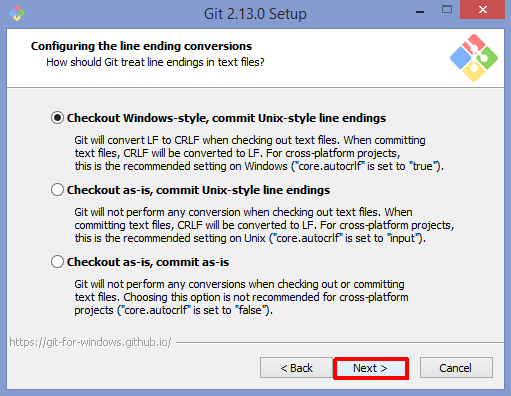 Git 2.13.0 Setup
Configuring the line ending conversions
How should Git treat line endings in text files?
Checkout Windows-style, commit Unix-style line endings
Git will convert LF to CRLF when checking out text files. When committing
text files, CRLF will be converted to LF. For cross-platform projects,
this is the recommended setting on Windows ("core.autocrlf" is set to "true").
Checkout as-is, commit Unix-style line endings
Git will not perform any conversion when checking out text files. When
committing text files, CRLF will be converted to LF. For cross-platform projects,
this is the recommended setting on Unix ("core.autocrlf" is set to "input").
Checkout as-is, commit as-is
Git will not perform any conversions when checking out or committing
text files. Choosing this option is not recommended for cross-platform
projects ("core.autocrlf" is set to "false").
https://git-for-windows.github.io/
< Back
Next >
Cancel